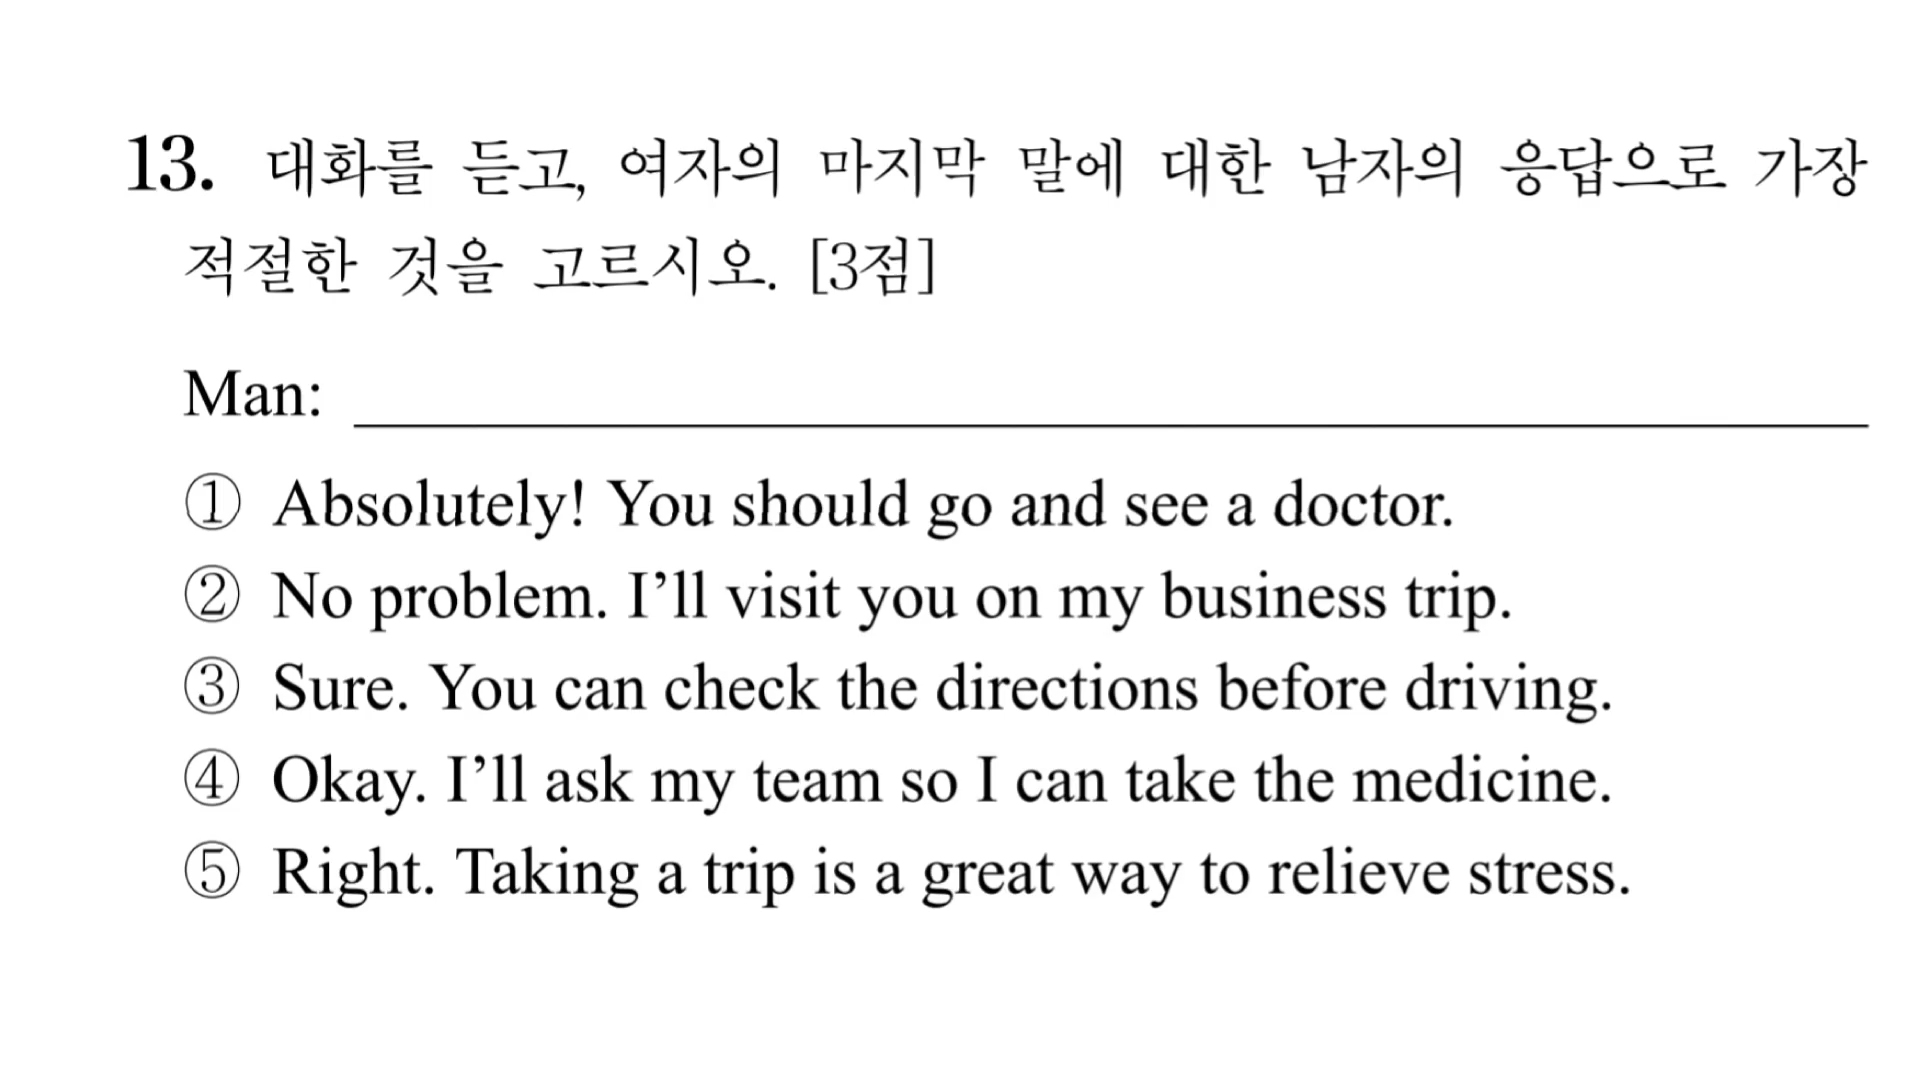 13. 대화를 듣고, 여자의 마지막 말에 대한 남자의 응답으로 가장
적절한 것을 고르시오. [3점]
Man:
① Absolutely! You should go and see a doctor.
② No problem. I’ll visit you on my business trip.
③ Sure. You can check the directions before driving.
④ Okay. I’ll ask my team so I can take the medicine.
⑤ Right. Taking a trip is a great way to relieve stress.